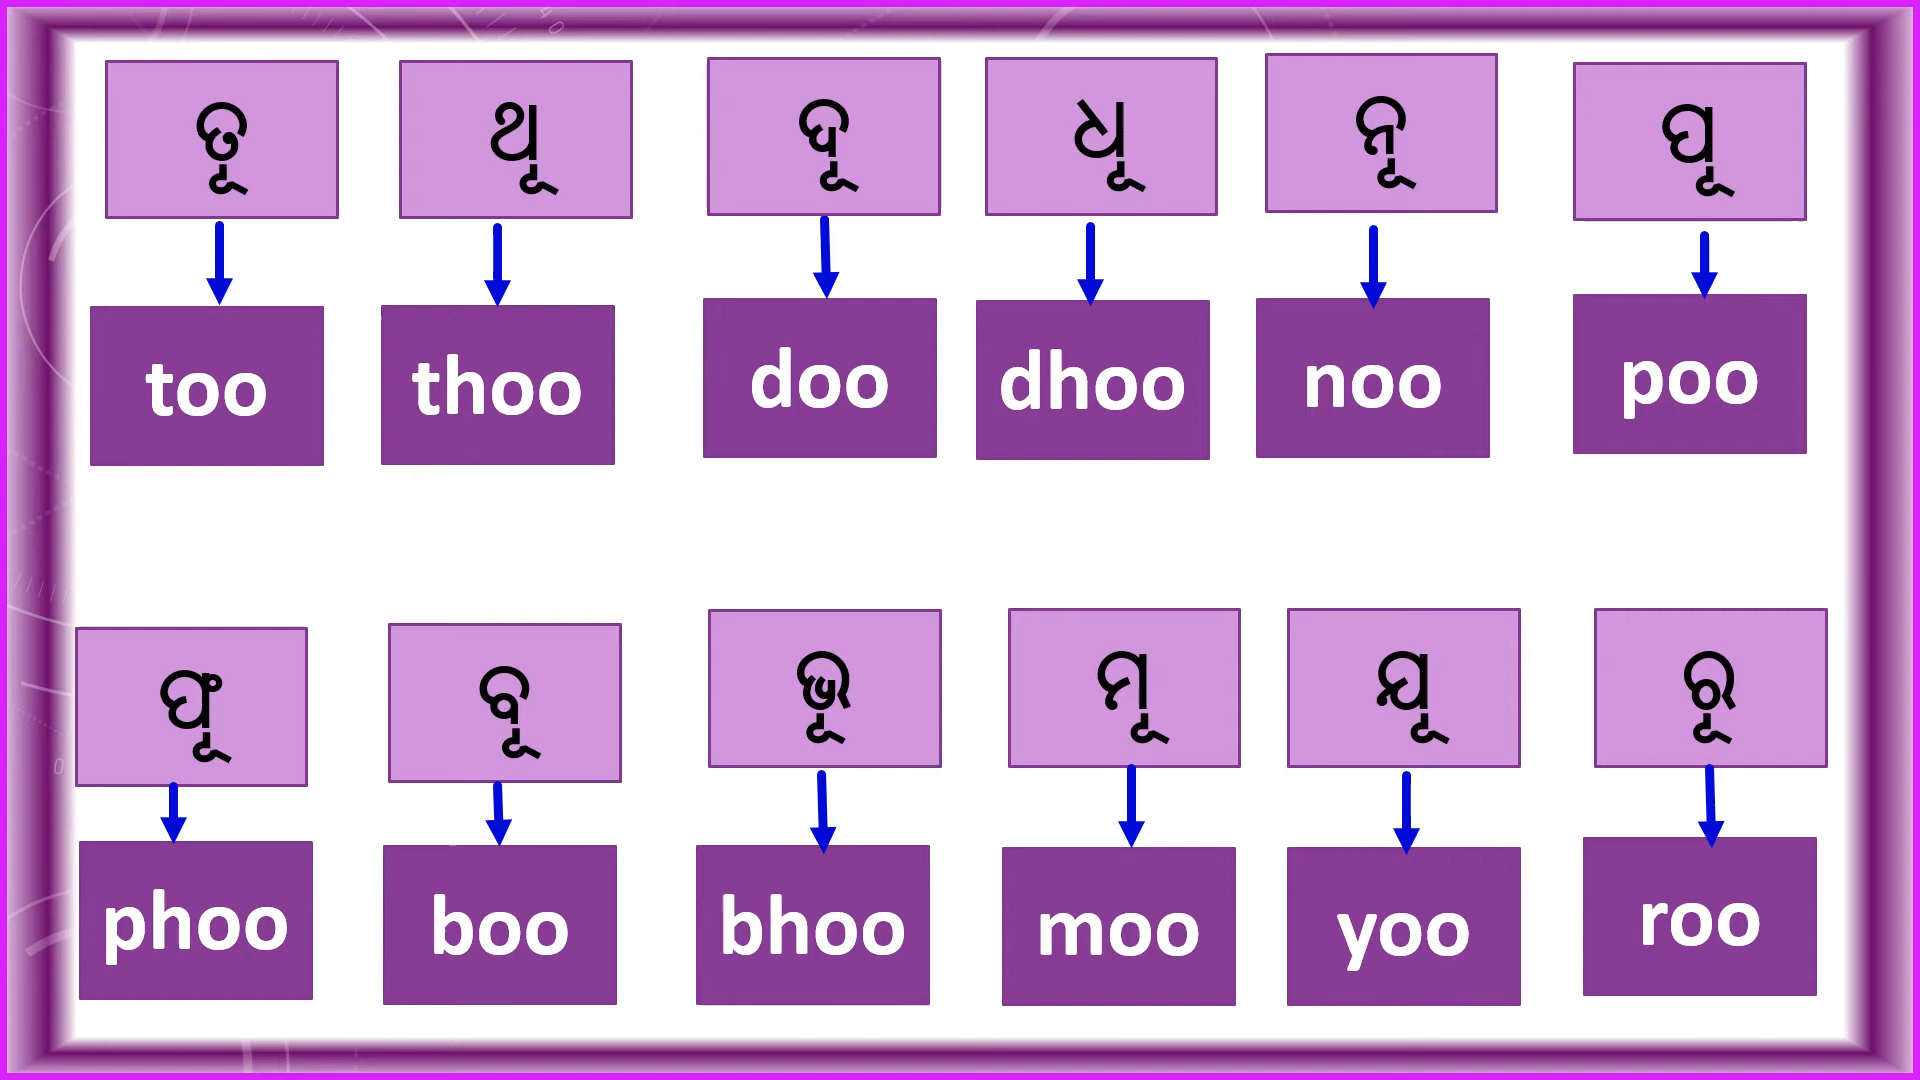 ତୂ ଥୂ ଦୂ ଧୂ ନୂ ପୂ
too thoo doo dhoo noo poo
ଫୂ ବୂ ଭୂ ମୂ ଯୂ ରୂ
phoo boo bhoo moo yoo roo